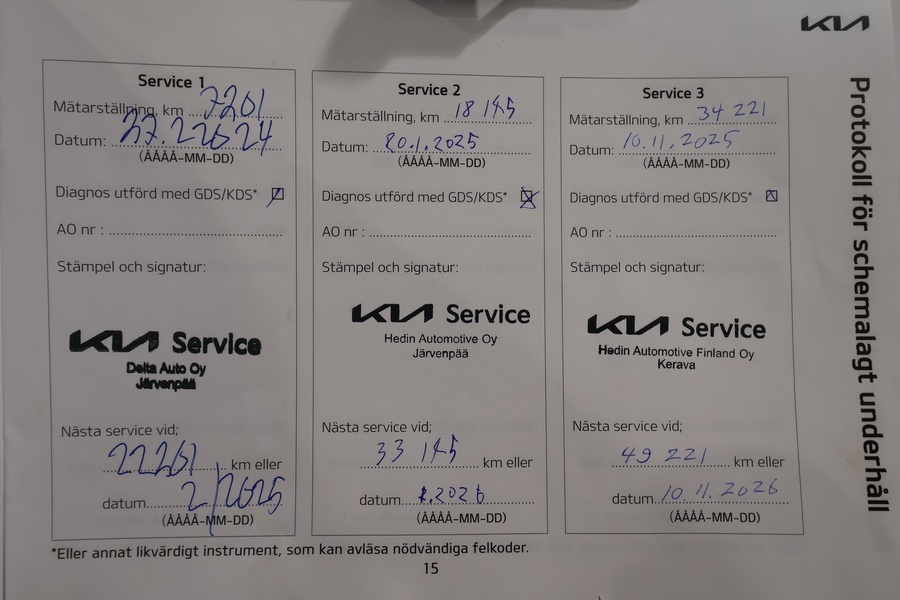 KIA
Protokoll för schemalagt underhåll
Service 1
Mätarställning, km 7261
Datum:
(ÅÅÅÅ-MM-DD)
Diagnos utförd med GDS/KDS*
AO nr :
Stämpel och signatur:
KIA Service
Delta Auto Oy
Järvenpää
Nästa service vid;
22261 km eller
datum 2/2025
(ÅÅÅÅ-MM-DD)
Service 2
Mätarställning, km 18 145
Datum: 20.1.2025
(ÅÅÅÅ-MM-DD)
Diagnos utförd med GDS/KDS*
AO nr :
Stämpel och signatur:
KIA Service
Hedin Automotive Oy
Järvenpää
Nästa service vid;
33 145 km eller
datum 1.2026
(ÅÅÅÅ-MM-DD)
Service 3
Mätarställning, km 34 221
Datum: 10.11.2025
(ÅÅÅÅ-MM-DD)
Diagnos utförd med GDS/KDS*
AO nr :
Stämpel och signatur:
KIA Service
Hedin Automotive Finland Oy
Kerava
Nästa service vid;
49 221 km eller
datum 10.11.2026
(ÅÅÅÅ-MM-DD)
*Eller annat likvärdigt instrument, som kan avläsa nödvändiga felkoder.
15